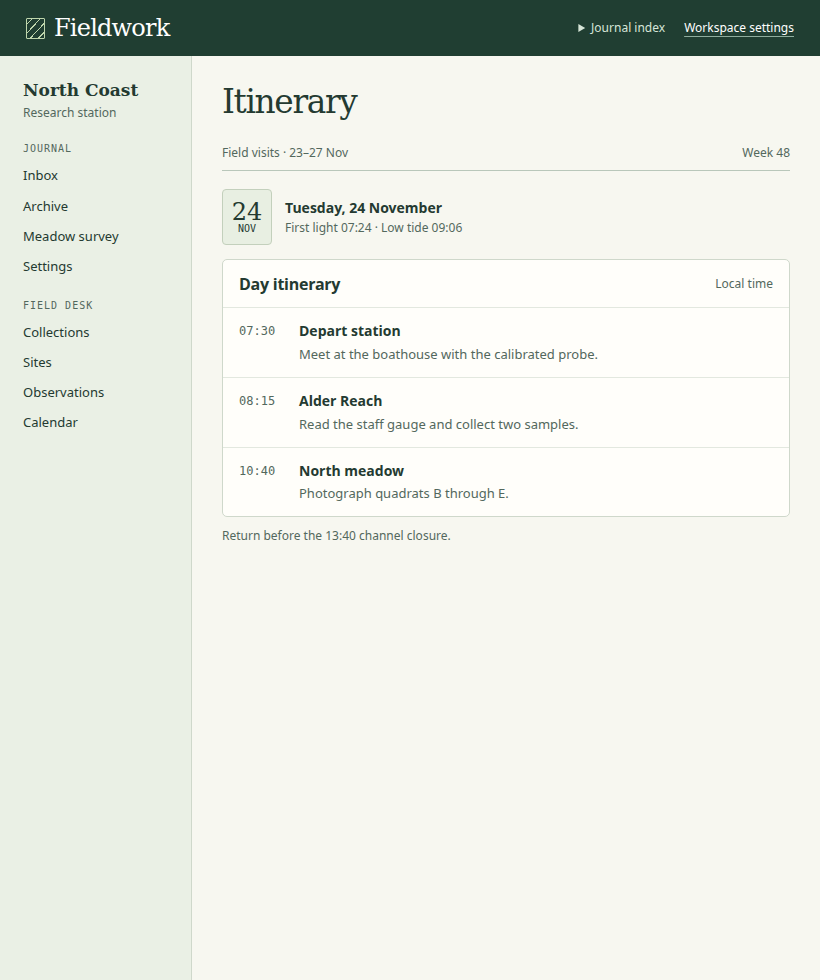 Fieldwork
Journal index
Workspace settings
North Coast
Research station
JOURNAL
Inbox
Archive
Meadow survey
Settings
FIELD DESK
Collections
Sites
Observations
Calendar
Itinerary
Field visits · 23–27 Nov
Week 48
24
NOV
Tuesday, 24 November
First light 07:24 · Low tide 09:06
Day itinerary
Local time
07:30
Depart station
Meet at the boathouse with the calibrated probe.
08:15
Alder Reach
Read the staff gauge and collect two samples.
10:40
North meadow
Photograph quadrats B through E.
Return before the 13:40 channel closure.